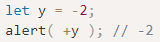 let y = -2;
alert( +y ); // -2